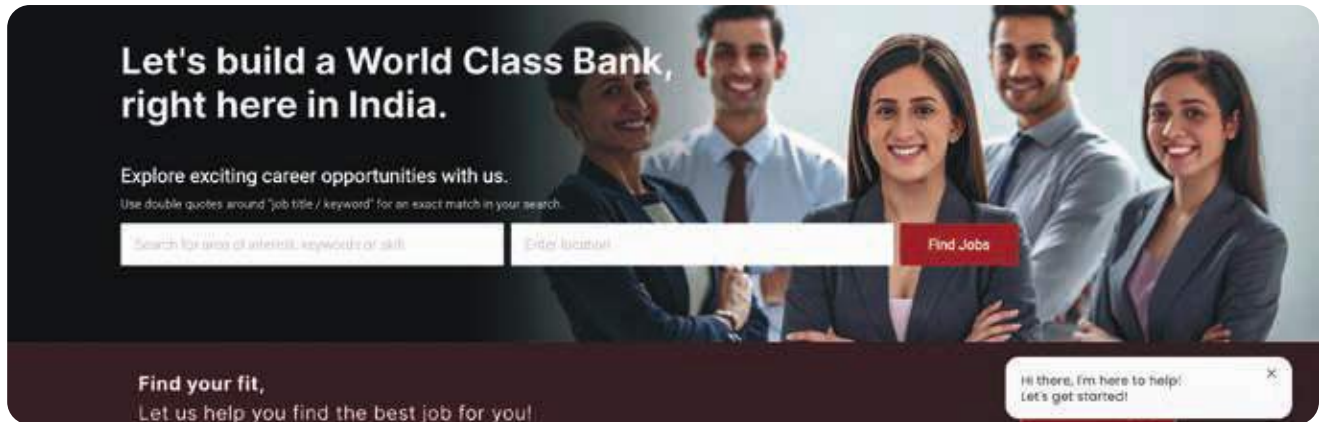 Let's build a World Class Bank,
right here in India.
Explore exciting career opportunities with us.
Use double quotes around "job title / keyword" for an exact match in your search.
Search for area of interest, keywords or skill
Enter location
Find Jobs
Find your fit,
Let us help you find the best job for you!
Hi there, I'm here to help!
Let's get started!